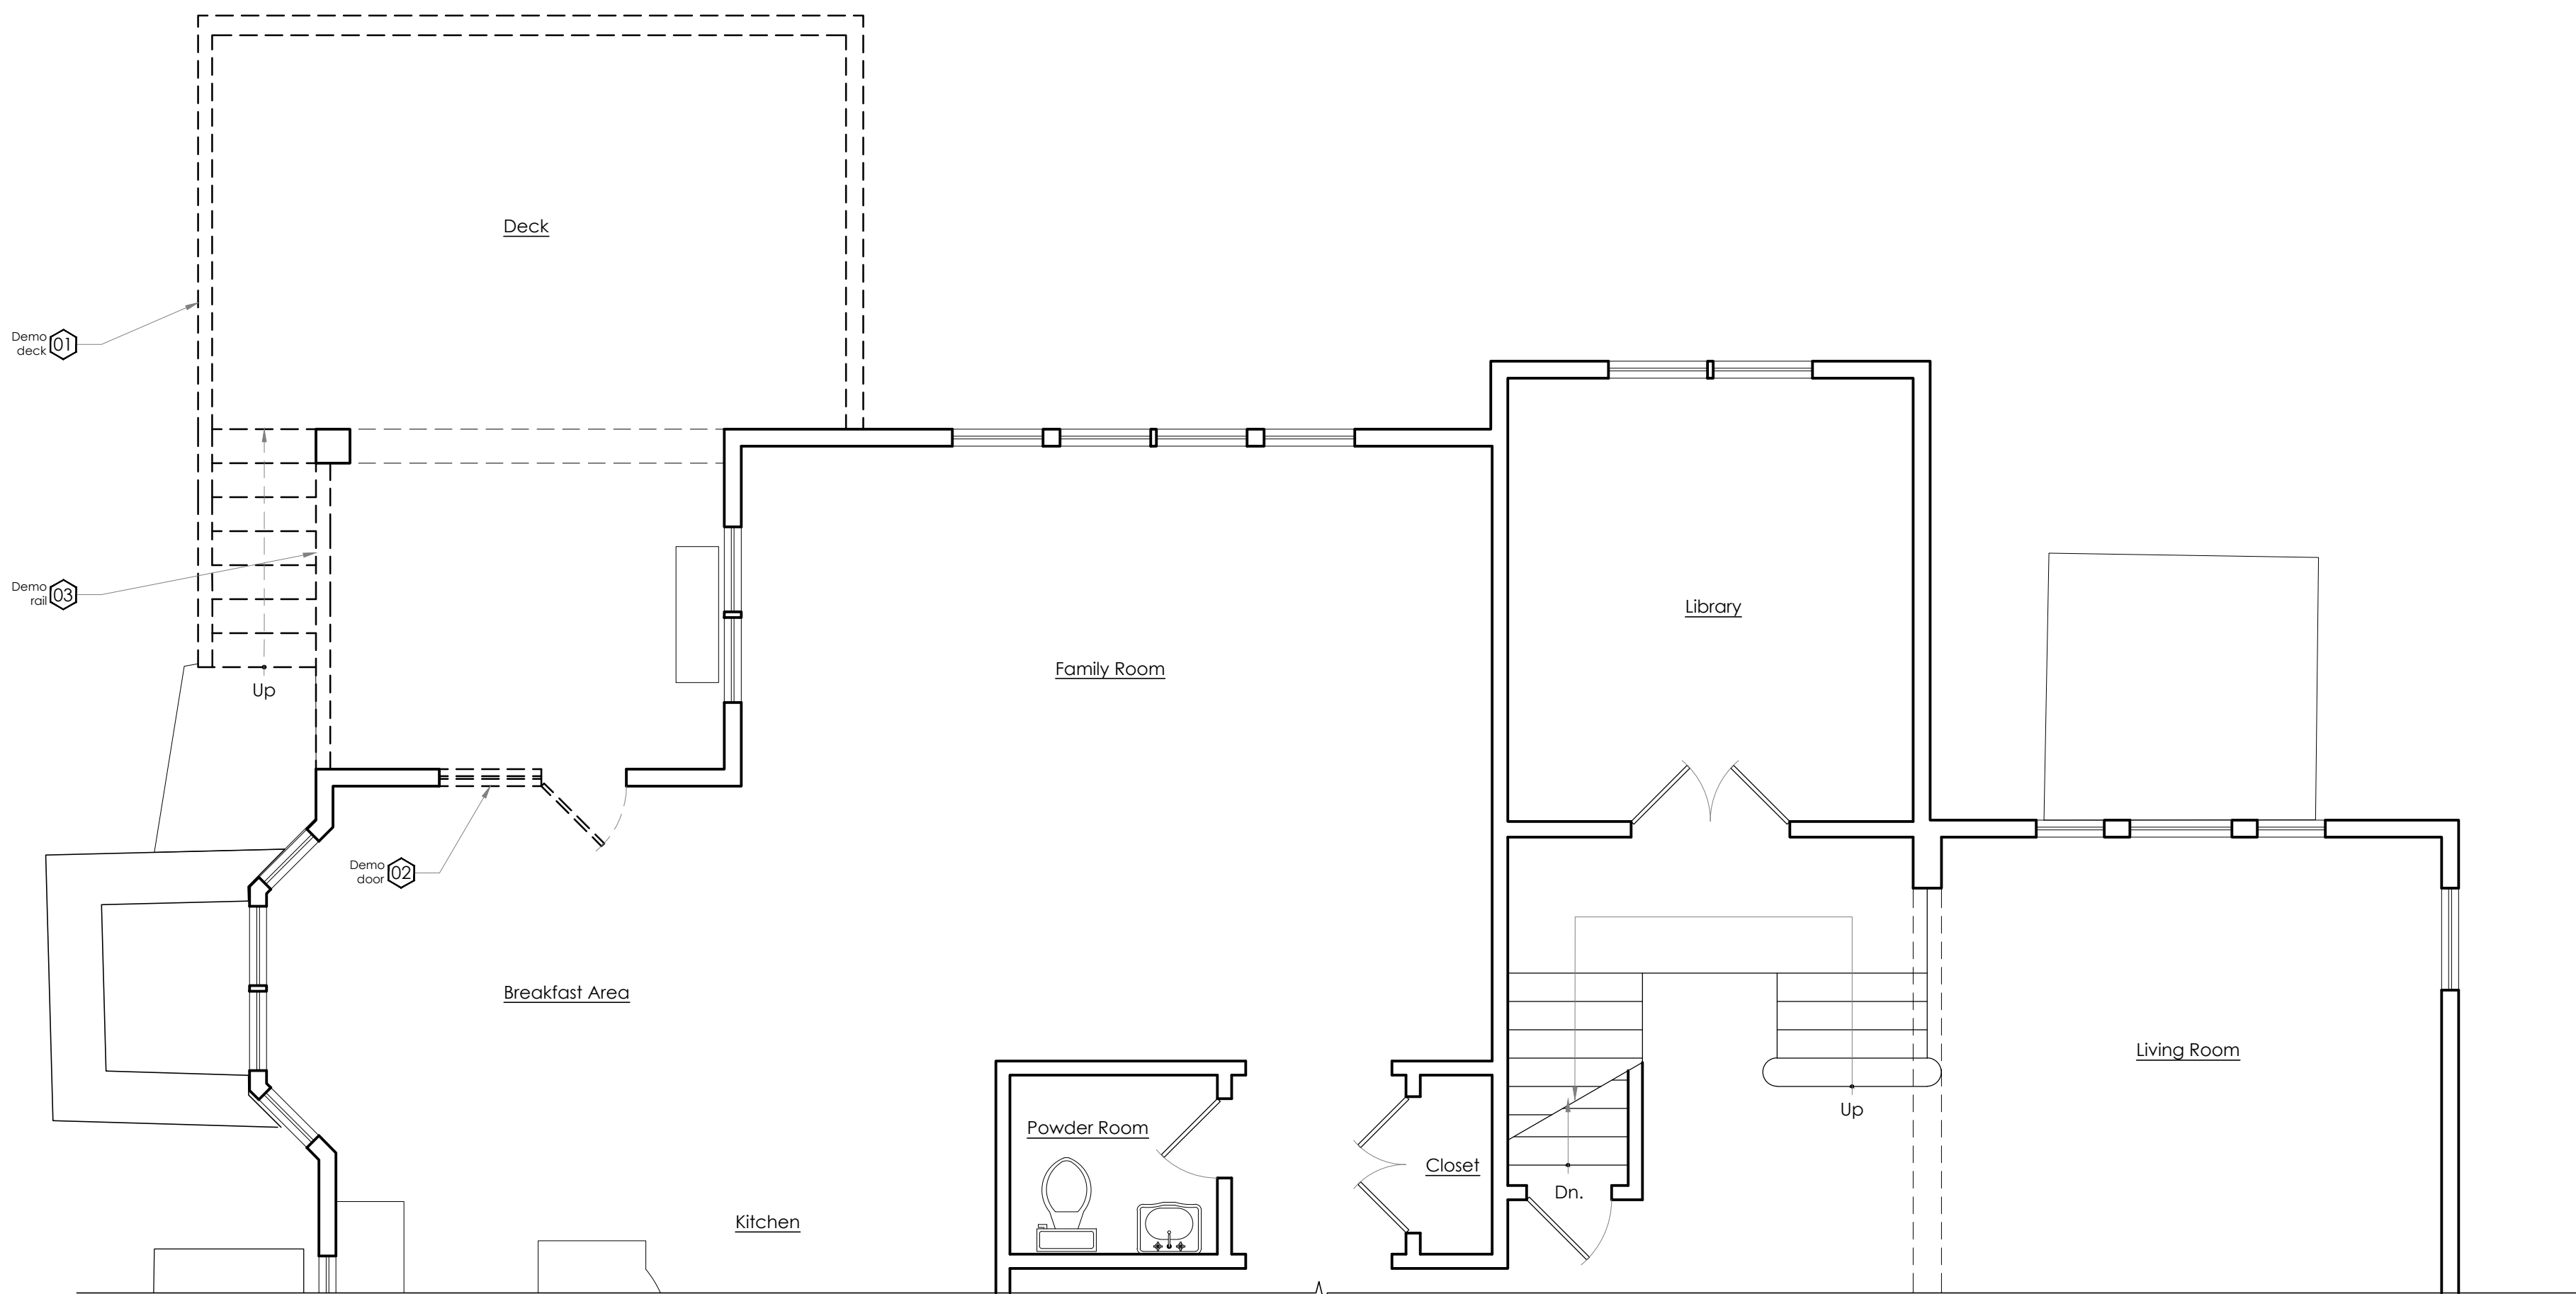 Deck
Demo
deck 01
Demo
rail 03
Up
Library
Family Room
Demo
door 02
Breakfast Area
Living Room
Up
Powder Room
Closet
Dn.
Kitchen